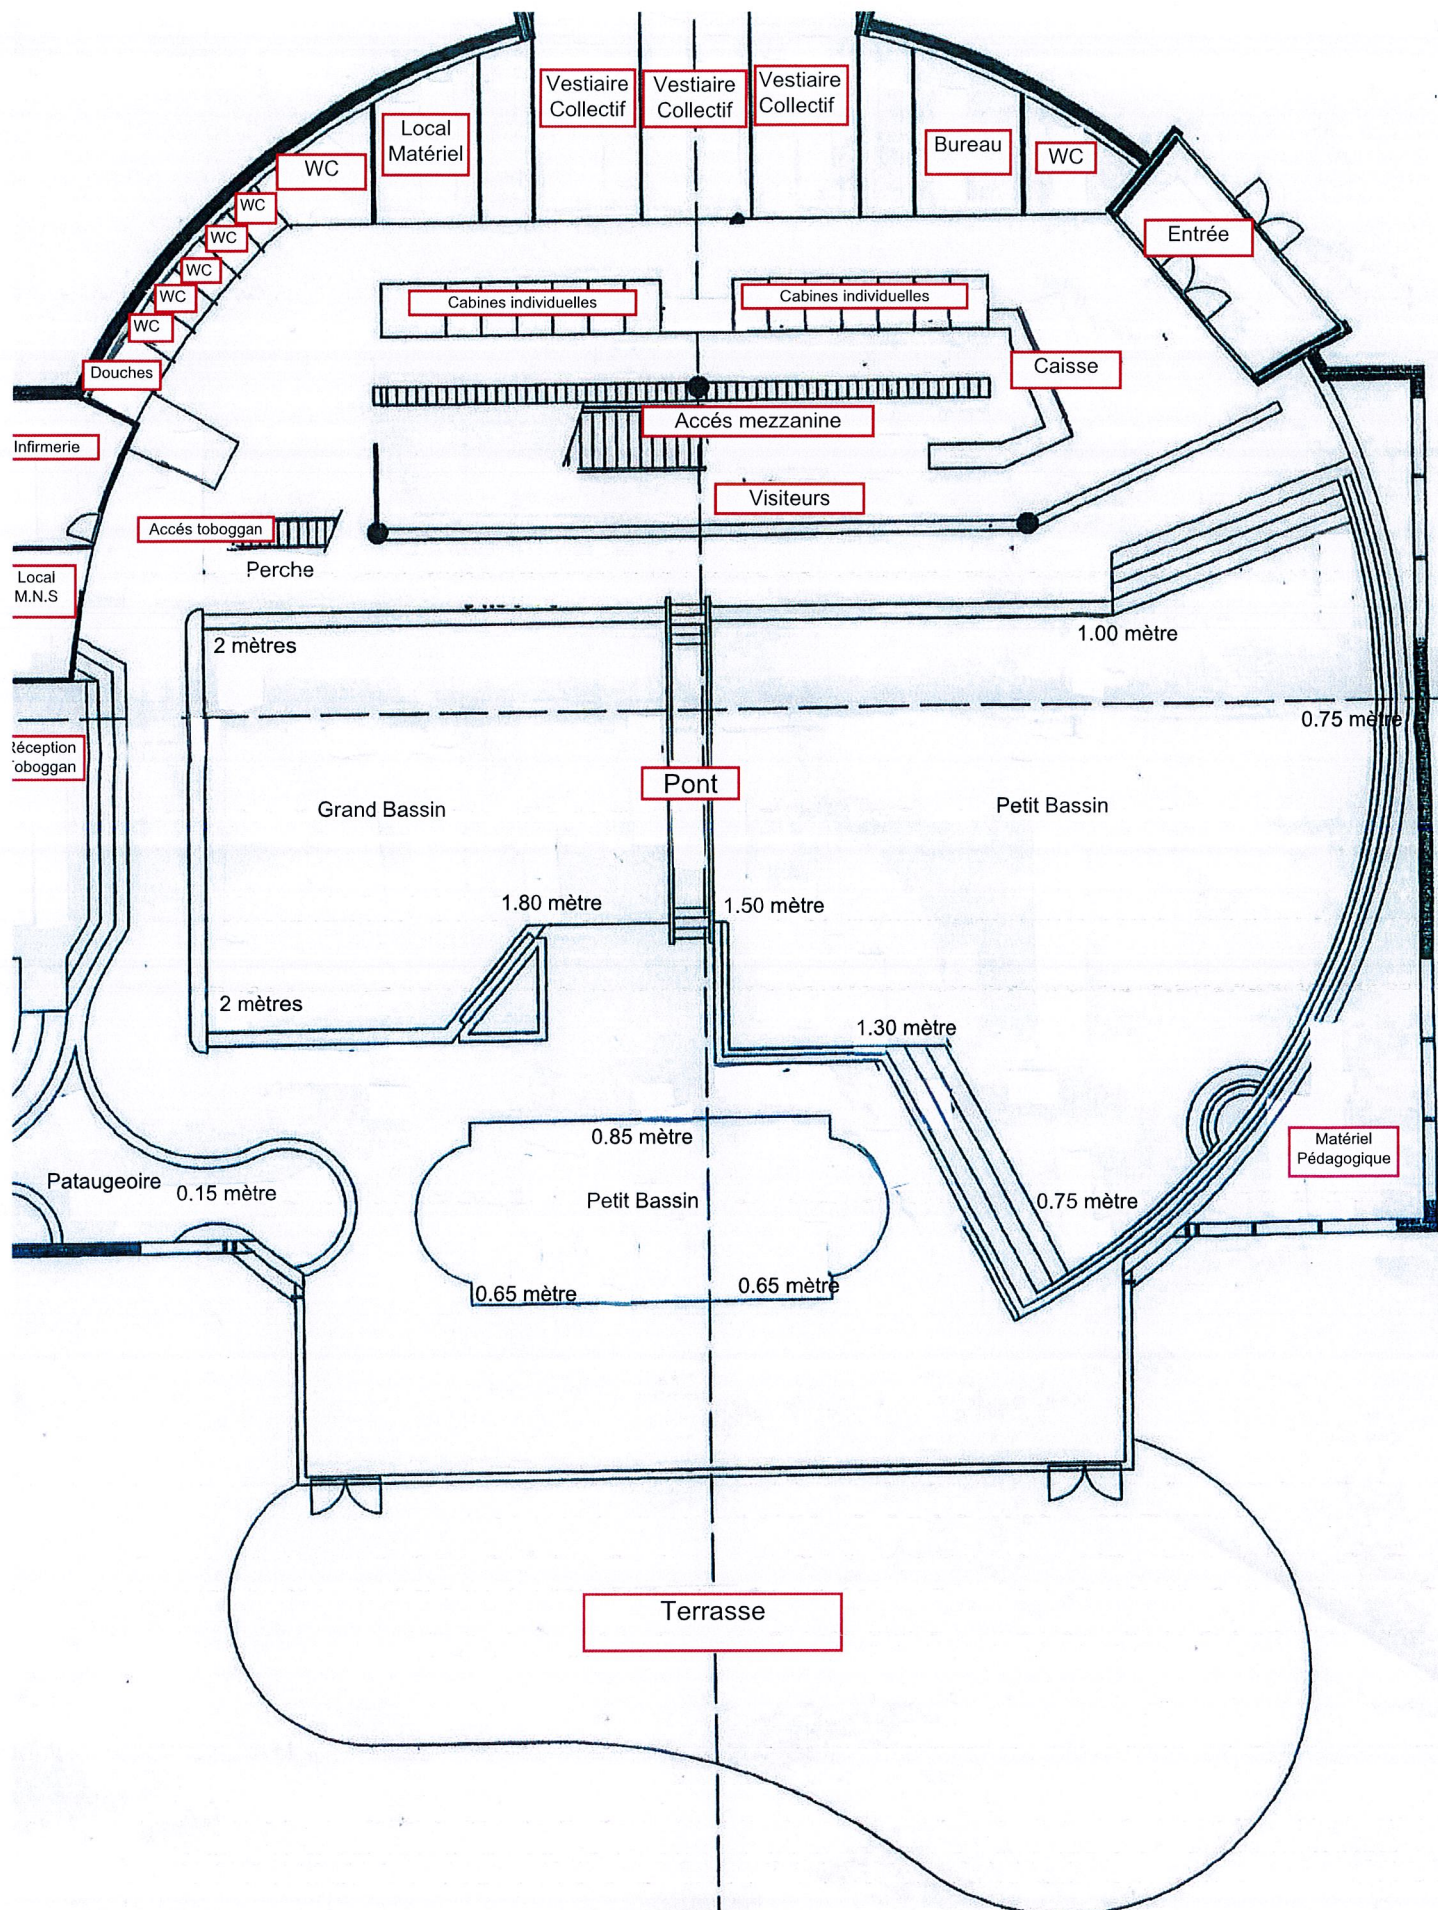 Vestiaire
Collectif
Vestiaire
Collectif
Vestiaire
Collectif
Local
Matériel
Bureau
WC
WC
WC
WC
WC
WC
WC
Entrée
Cabines individuelles
Cabines individuelles
Douches
Caisse
Accés mezzanine
Infirmerie
Visiteurs
Accés toboggan
Perche
Local
M.N.S
2 mètres
1.00 mètre
0.75 mètre
Réception
Toboggan
Pont
Grand Bassin
Petit Bassin
1.80 mètre
1.50 mètre
2 mètres
1.30 mètre
0.85 mètre
Matériel
Pédagogique
Pataugeoire
0.15 mètre
Petit Bassin
0.75 mètre
0.65 mètre
0.65 mètre
Terrasse